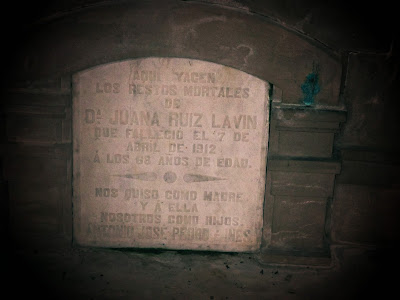 AQUI YACEN
LOS RESTOS MORTALES
DE
Dª JUANA RUIZ LAVIN
QUE FALLECIO EL 7 DE
ABRIL DE 1912
A LOS 68 AÑOS DE EDAD.
NOS QUISO COMO MADRE
Y A ELLA
NOSOTROS COMO HIJOS.
ANTONIO JOSE PEDRO É INES